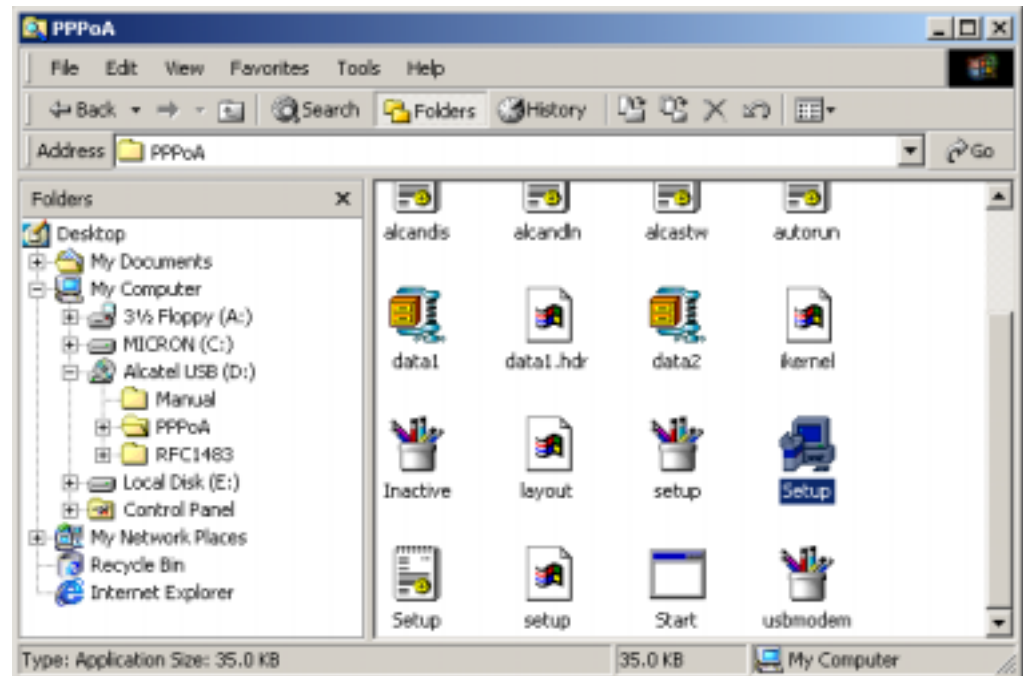 PPPoA
File Edit View Favorites Tools Help
Back Search Folders History
Address PPPoA Go
Folders
Desktop
My Documents
My Computer
3½ Floppy (A:)
MICRON (C:)
Alcatel USB (D:)
Manual
PPPoA
RFC1483
Local Disk (E:)
Control Panel
My Network Places
Recycle Bin
Internet Explorer
alcandis alcandln alcastw autorun
data1 data1.hdr data2 ikernel
Inactive layout setup Setup
Setup setup Start usbmodem
Type: Application Size: 35.0 KB 35.0 KB My Computer